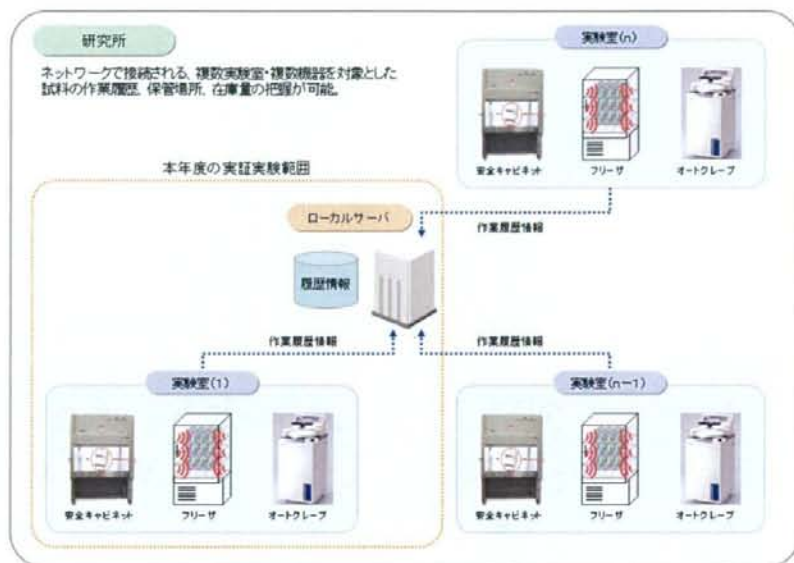 研究所
ネットワークで接続される、複数実験室・複数機器を対象とした
試料の作業履歴、保管場所、在庫量の把握が可能。
実験室(n)
安全キャビネット
フリーザ
オートクレーブ
作業履歴情報
本年度の実証実験範囲
ローカルサーバ
履歴情報
作業履歴情報
作業履歴情報
実験室(1)
安全キャビネット
フリーザ
オートクレーブ
実験室(n-1)
安全キャビネット
フリーザ
オートクレーブ